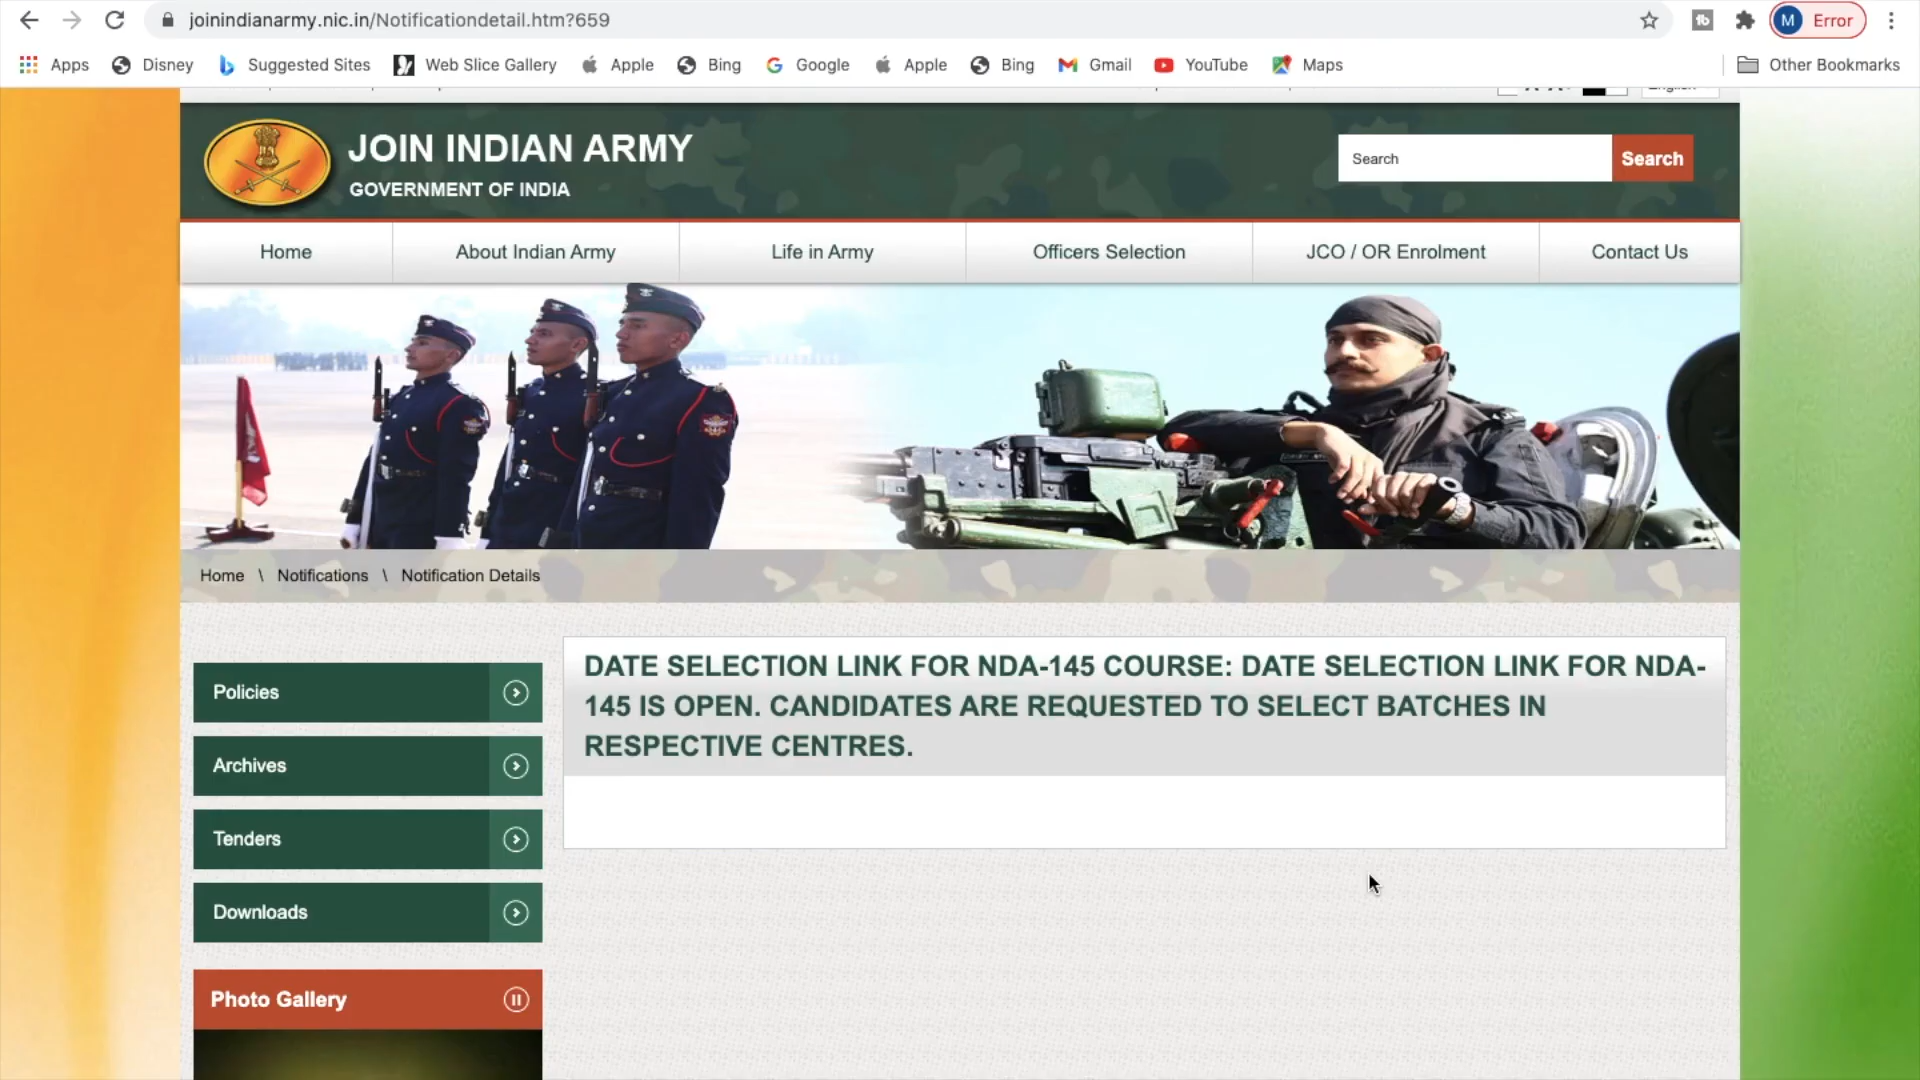 joinindianarmy.nic.in/Notificationdetail.htm?659
M Error
Apps Disney Suggested Sites Web Slice Gallery Apple Bing Google Apple Bing Gmail YouTube Maps Other Bookmarks
JOIN INDIAN ARMY
GOVERNMENT OF INDIA
Search Search
Home About Indian Army Life in Army Officers Selection JCO / OR Enrolment Contact Us
Home \ Notifications \ Notification Details
Policies
Archives
Tenders
Downloads
Photo Gallery
DATE SELECTION LINK FOR NDA-145 COURSE: DATE SELECTION LINK FOR NDA-
145 IS OPEN. CANDIDATES ARE REQUESTED TO SELECT BATCHES IN
RESPECTIVE CENTRES.